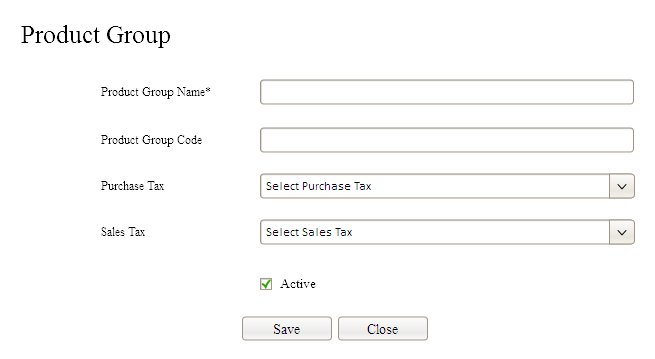 Product Group
Product Group Name*
Product Group Code
Purchase Tax Select Purchase Tax
Sales Tax Select Sales Tax
Active
Save Close